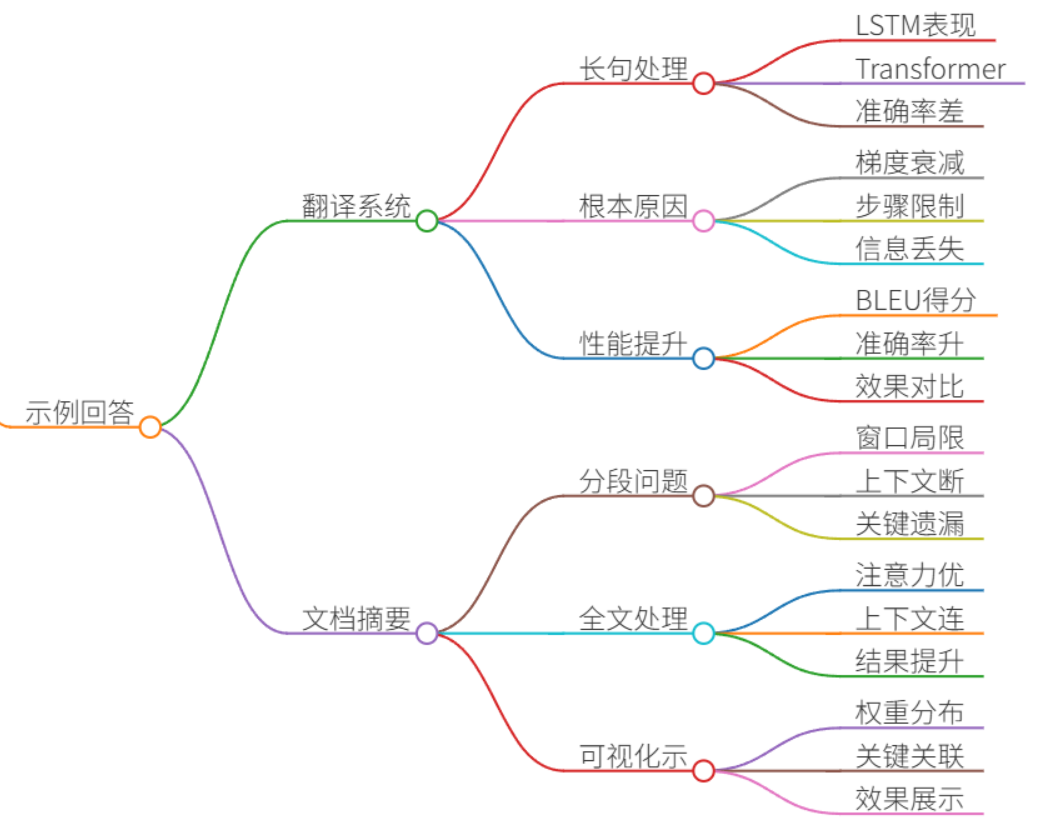 示例回答
翻译系统
长句处理
LSTM表现
Transformer
准确率差
根本原因
梯度衰减
步骤限制
信息丢失
性能提升
BLEU得分
准确率升
效果对比
文档摘要
分段问题
窗口局限
上下文断
关键遗漏
全文处理
注意力优
上下文连
结果提升
可视化示
权重分布
关键关联
效果展示